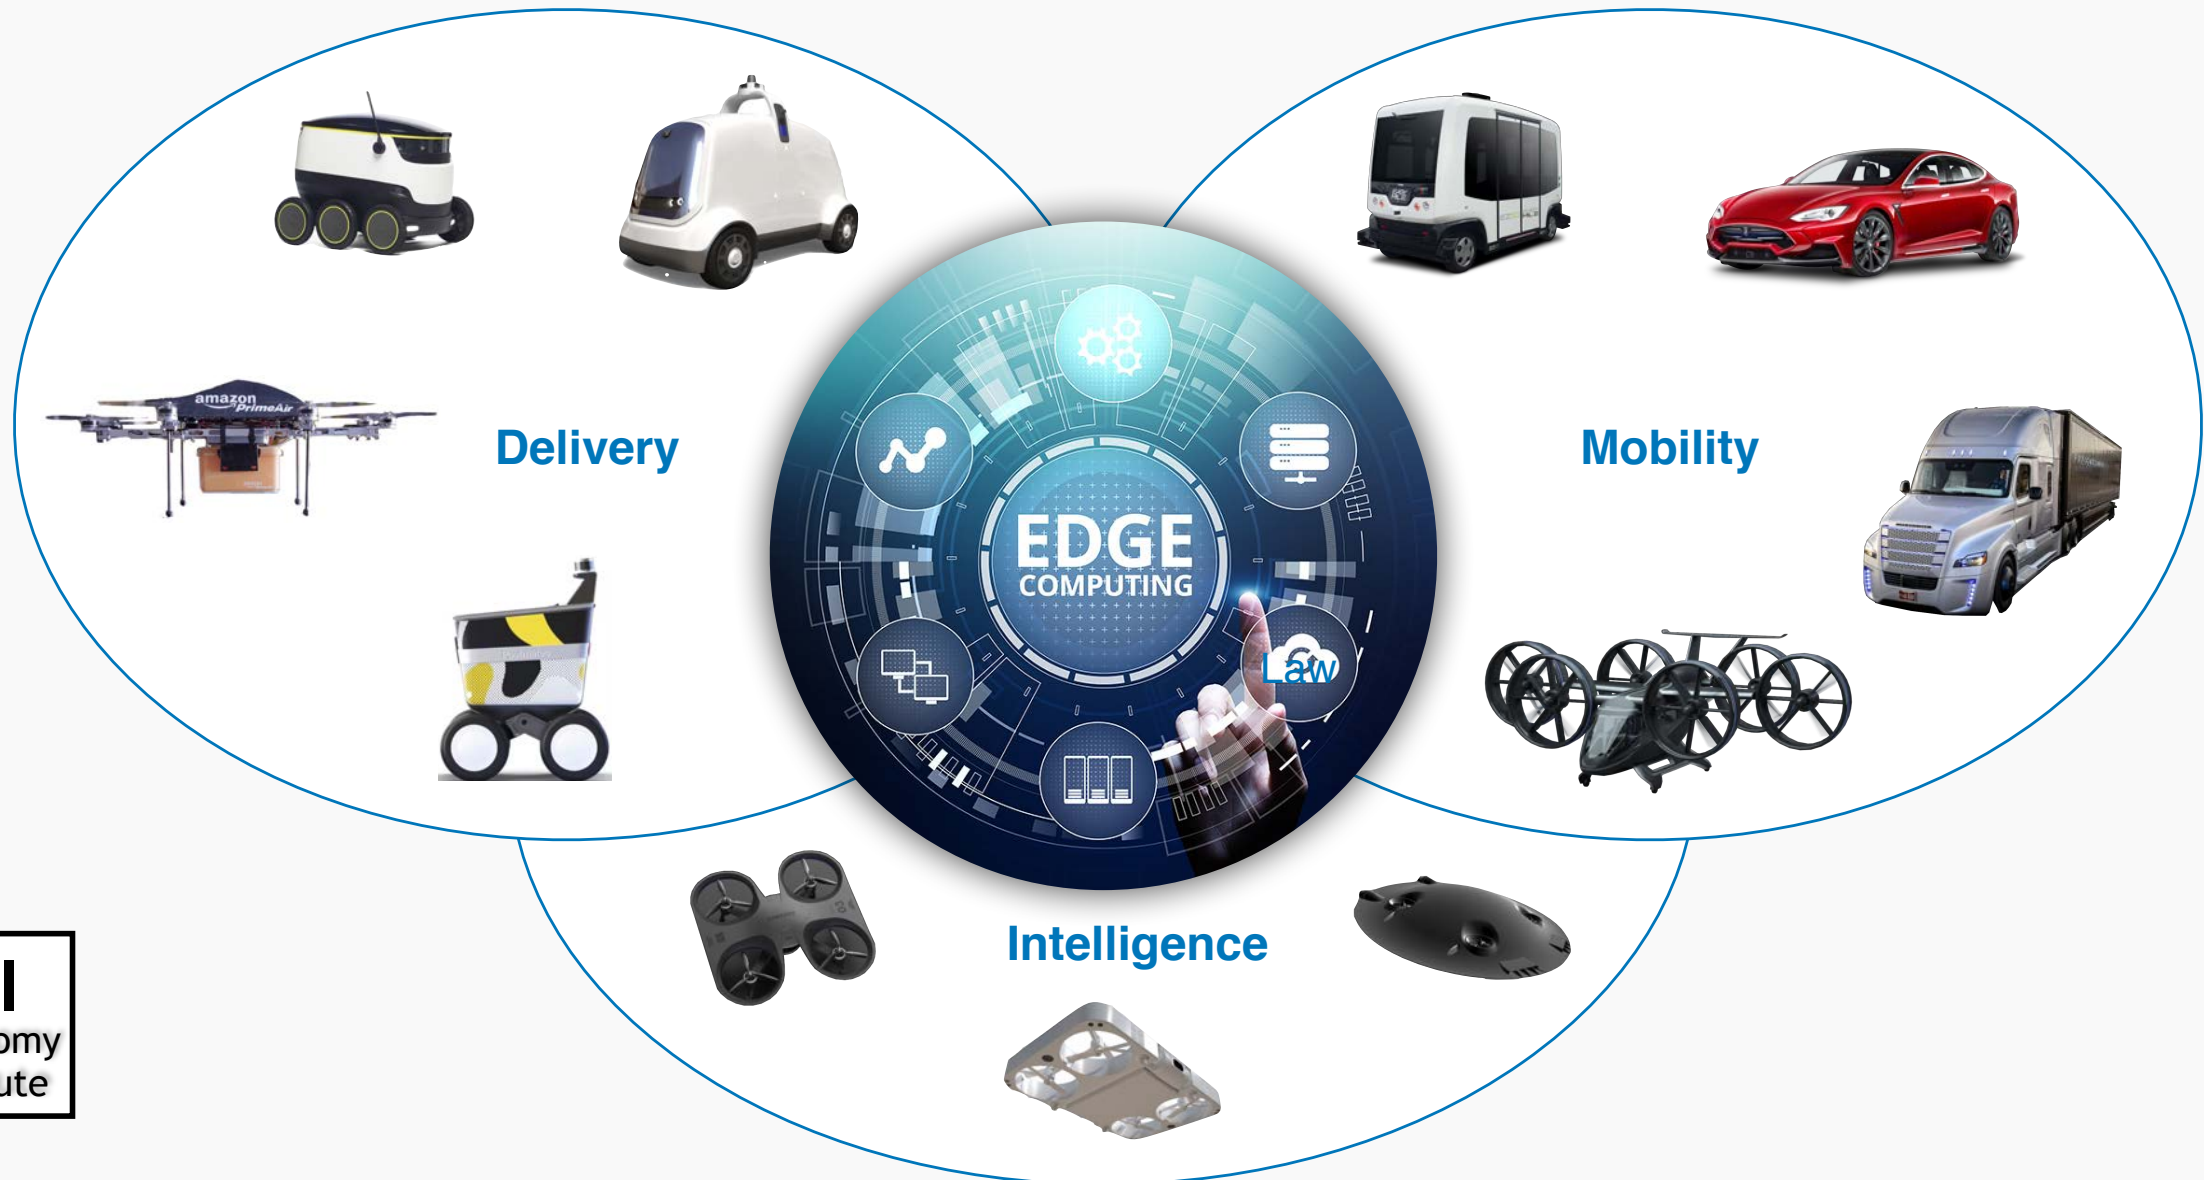 amazon
PrimeAir
Delivery
Mobility
EDGE
COMPUTING
Law
Intelligence
I
omy
ute